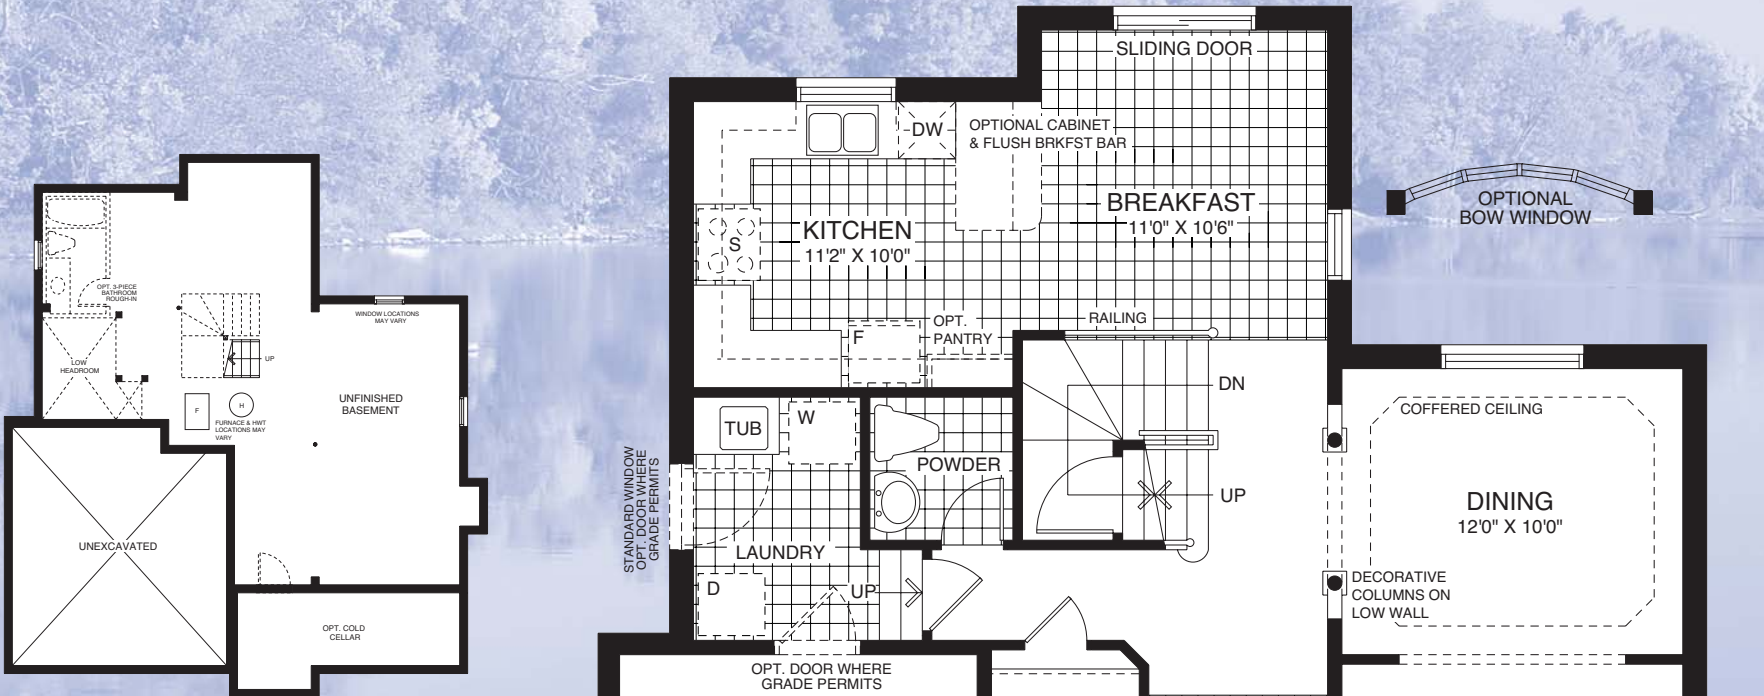 OPT. 3-PIECE
BATHROOM
ROUGH-IN
LOW
HEADROOM
UP
F
H
FURNACE & HWT
LOCATIONS MAY
VARY
WINDOW LOCATIONS
MAY VARY
UNFINISHED
BASEMENT
UNEXCAVATED
OPT. COLD
CELLAR
SLIDING DOOR
DW
OPTIONAL CABINET
& FLUSH BRKFST BAR
S
KITCHEN
11'2" X 10'0"
BREAKFAST
11'0" X 10'6"
F
OPT.
PANTRY
RAILING
DN
UP
TUB
W
POWDER
STANDARD WINDOW
OPT. DOOR WHERE
GRADE PERMITS
LAUNDRY
D
UP
OPT. DOOR WHERE
GRADE PERMITS
OPTIONAL
BOW WINDOW
COFFERED CEILING
DINING
12'0" X 10'0"
DECORATIVE
COLUMNS ON
LOW WALL